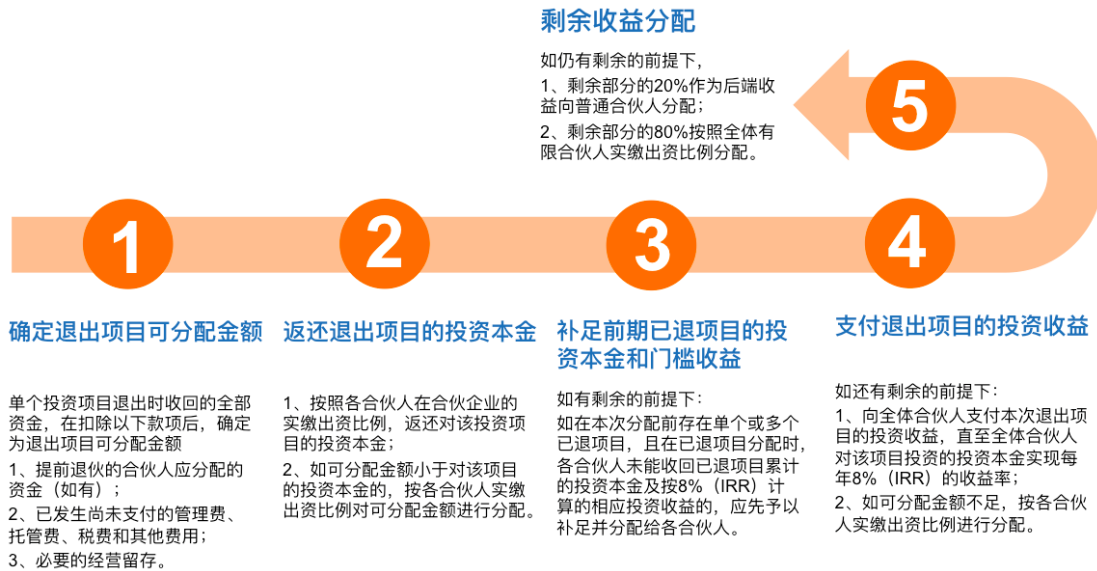 剩余收益分配
如仍有剩余的前提下，
1、剩余部分的20%作为后端收
益向普通合伙人分配；
2、剩余部分的80%按照全体有
限合伙人实缴出资比例分配。
5
1
2
3
4
确定退出项目可分配金额
单个投资项目退出时收回的全部
资金，在扣除以下款项后，确定
为退出项目可分配金额
1、提前退伙的合伙人应分配的
资金（如有）；
2、已发生尚未支付的管理费、
托管费、税费和其他费用；
3、必要的经营留存。
返还退出项目的投资本金
1、按照各合伙人在合伙企业的
实缴出资比例，返还对该投资项
目的投资本金；
2、如可分配金额小于对该项目
的投资本金的，按各合伙人实缴
出资比例对可分配金额进行分配。
补足前期已退项目的投
资本金和门槛收益
如有剩余的前提下：
如在本次分配前存在单个或多个
已退项目，且在已退项目分配时，
各合伙人未能收回已退项目累计
的投资本金及按8%（IRR）计
算的相应投资收益的，应先予以
补足并分配给各合伙人。
支付退出项目的投资收益
如还有剩余的前提下：
1、向全体合伙人支付本次退出项
目的投资收益，直至全体合伙人
对该项目投资的投资本金实现每
年8%（IRR）的收益率；
2、如可分配金额不足，按各合伙
人实缴出资比例进行分配。